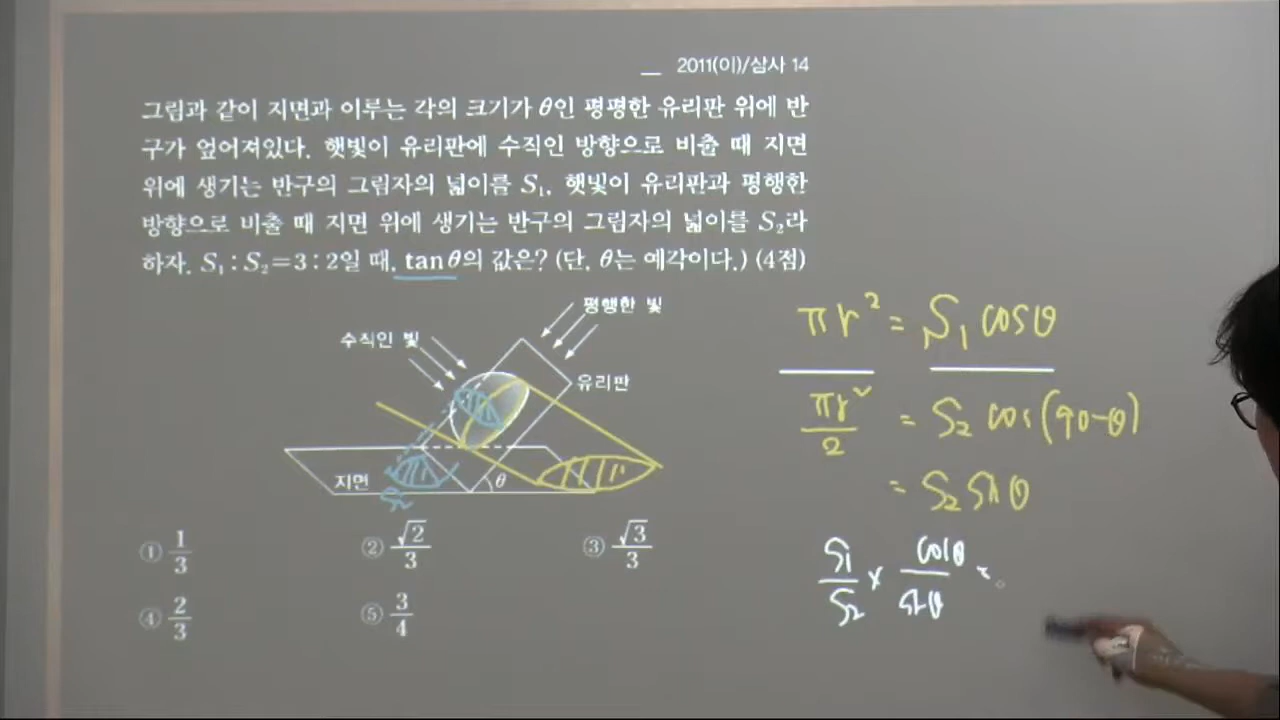 _ 2011(이)/삼사 14
그림과 같이 지면과 이루는 각의 크기가 θ인 평평한 유리판 위에 반
구가 엎어져있다. 햇빛이 유리판에 수직인 방향으로 비출 때 지면
위에 생기는 반구의 그림자의 넓이를 S₁, 햇빛이 유리판과 평행한
방향으로 비출 때 지면 위에 생기는 반구의 그림자의 넓이를 S₂라
하자. S₁ : S₂ = 3 : 2일 때, tan θ의 값은? (단, θ는 예각이다.) (4점)
평행한 빛
수직인 빛
유리판
지면
θ
S₂
① 1/3
② √2/3
③ √3/3
④ 2/3
⑤ 3/4
πr² = S₁ cosθ
πr²/2 = S₂ cos(90-θ)
= S₂ sinθ
S₁/S₂ × cosθ/sinθ =